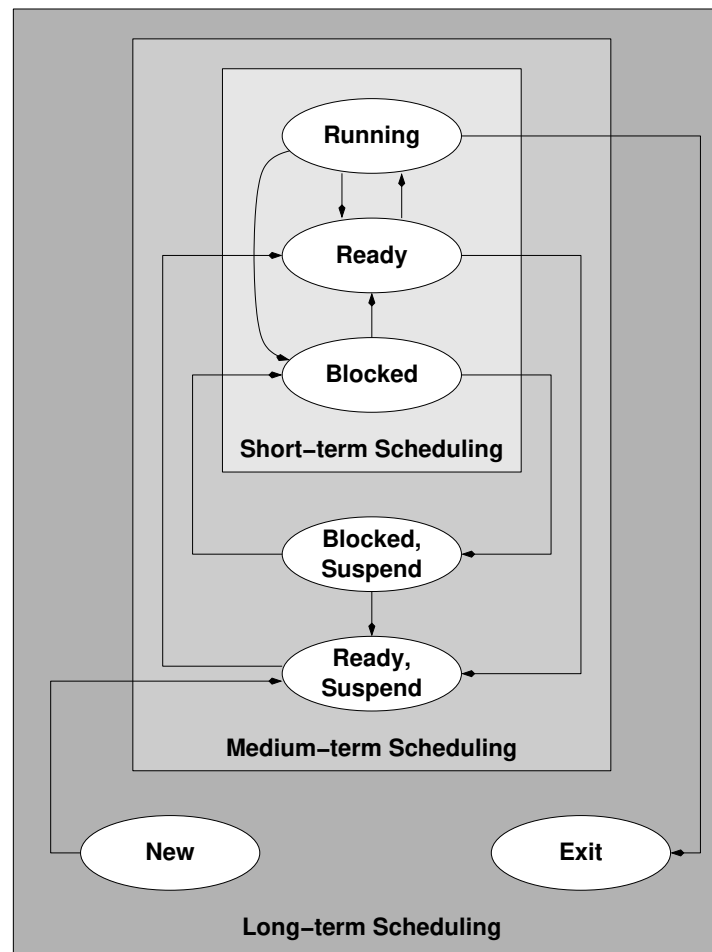 Running
Ready
Blocked
Short−term Scheduling
Blocked,
Suspend
Ready,
Suspend
Medium−term Scheduling
New
Exit
Long−term Scheduling